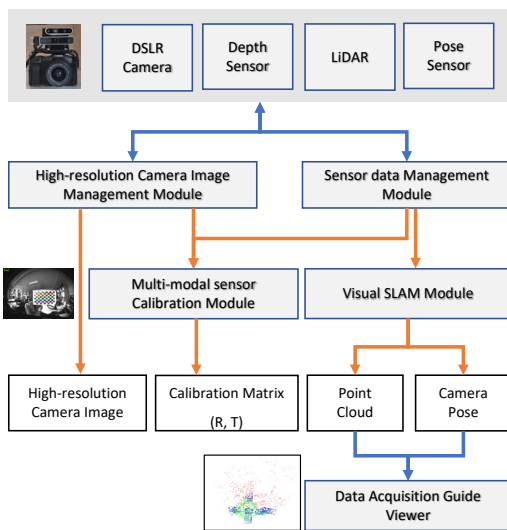 DSLR
Camera
Depth
Sensor
LiDAR
Pose
Sensor
High-resolution Camera Image
Management Module
Sensor data Management
Module
Multi-modal sensor
Calibration Module
Visual SLAM Module
High-resolution
Camera Image
Calibration Matrix
(R, T)
Point
Cloud
Camera
Pose
Data Acquisition Guide
Viewer